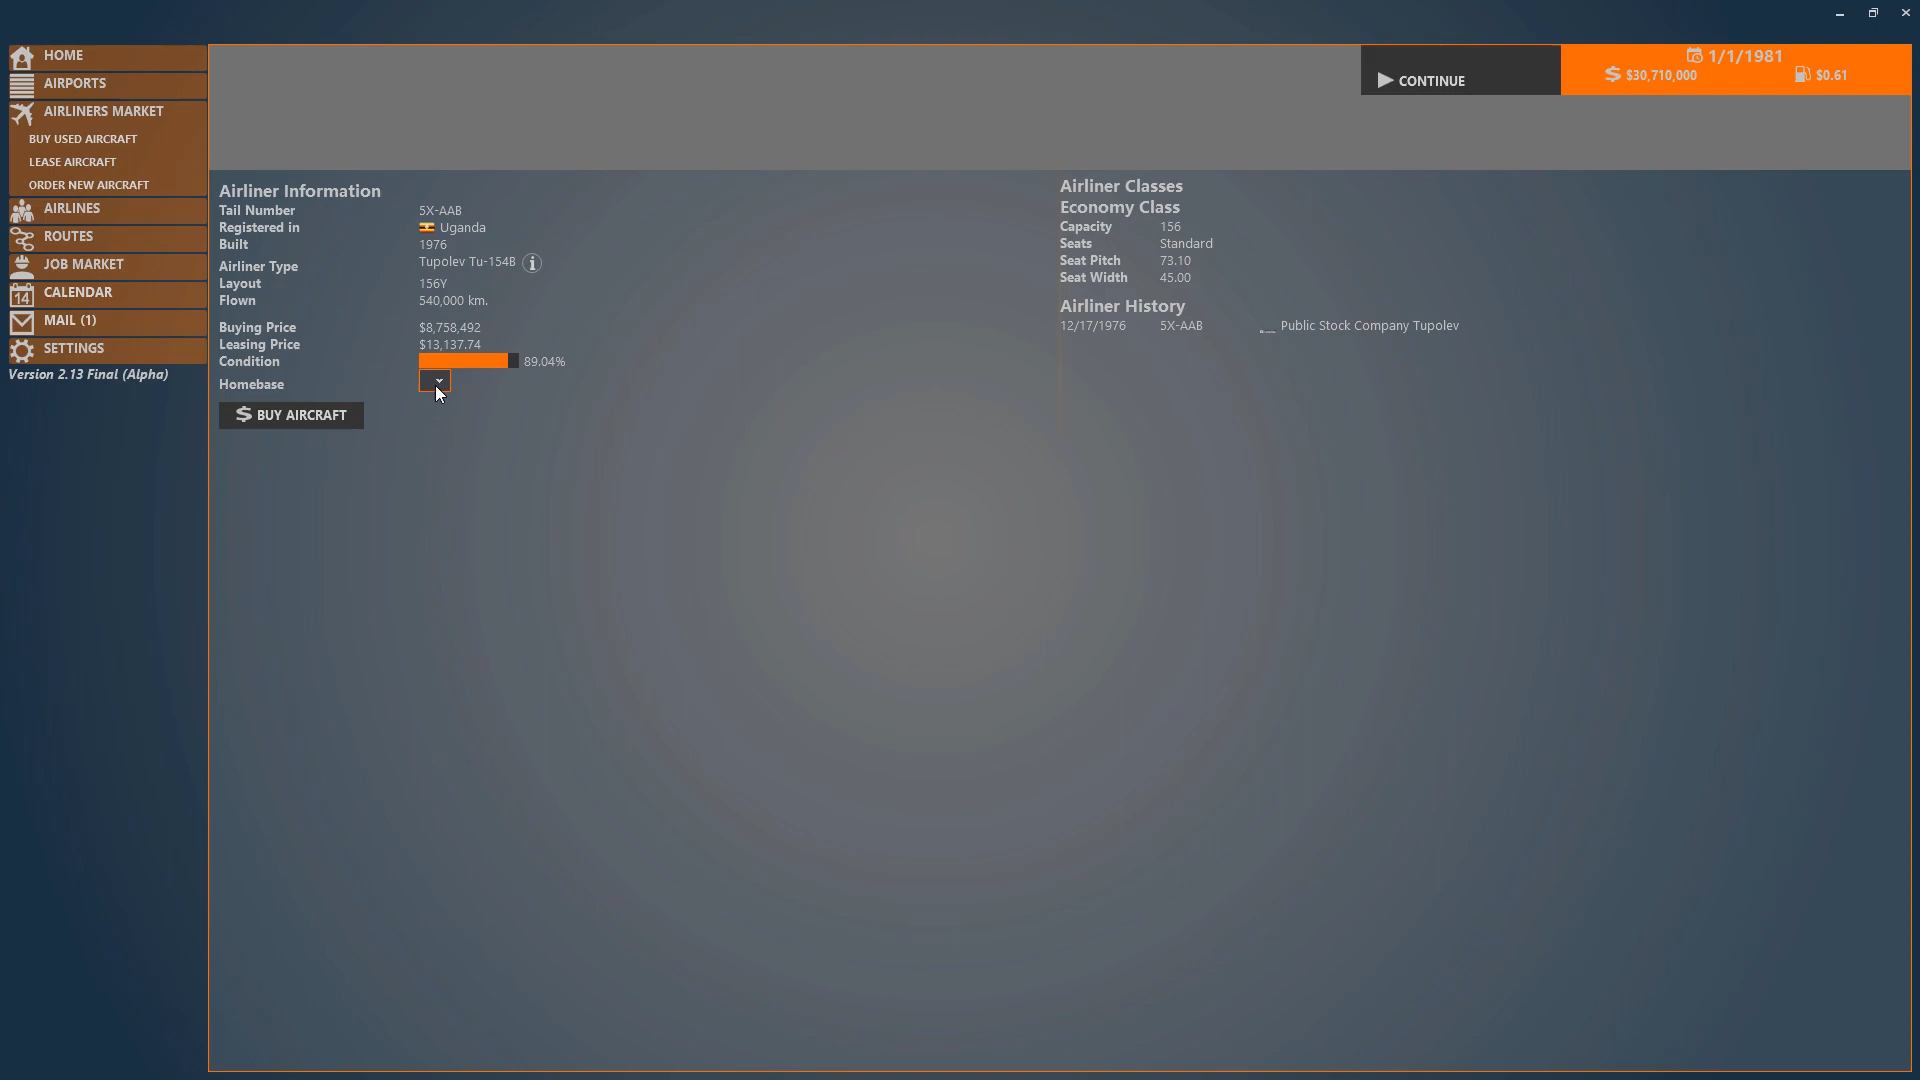 HOME
AIRPORTS
AIRLINERS MARKET
BUY USED AIRCRAFT
LEASE AIRCRAFT
ORDER NEW AIRCRAFT
AIRLINES
ROUTES
JOB MARKET
14 CALENDAR
MAIL (1)
SETTINGS
Version 2.13 Final (Alpha)
CONTINUE
1/1/1981
$30,710,000 $0.61
Airliner Information
Tail Number 5X-AAB
Registered in Uganda
Built 1976
Airliner Type Tupolev Tu-154B
Layout 156Y
Flown 540,000 km.
Buying Price $8,758,492
Leasing Price $13,137.74
Condition 89.04%
Homebase
$ BUY AIRCRAFT
Airliner Classes
Economy Class
Capacity 156
Seats Standard
Seat Pitch 73.10
Seat Width 45.00
Airliner History
12/17/1976 5X-AAB Public Stock Company Tupolev